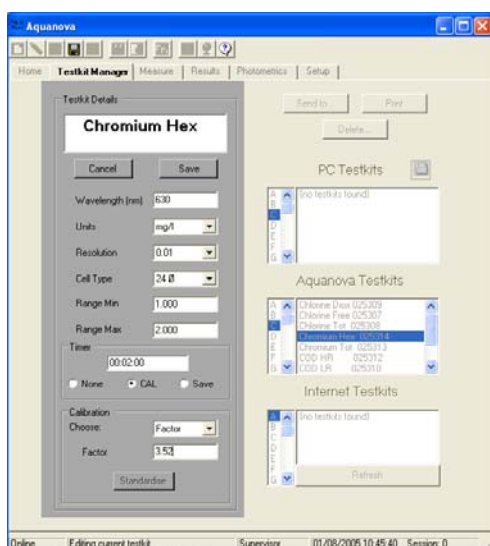 Aquanova
Home Testkit Manager Measure Results Photometrics Setup
Testkit Details
Chromium Hex
Cancel Save
Wavelength (nm) 630
Units mg/l
Resolution 0.01
Cell Type 24 Ø
Range Min 1.000
Range Max 2.000
Timer
00:02:00
None CAL Save
Calibration
Choose: Factor
Factor 3.52
Standardise
Send to... Print
Delete...
PC Testkits
A
B
C
D
E
F
G
(no testkits found)
Aquanova Testkits
A
B
C
D
E
F
G
Chlorine Diox 025309
Chlorine Free 025307
Chlorine Tot 025308
Chromium Hex 025314
Chromium Tot 025313
COD HR 025312
COD LR 025310
Internet Testkits
A
B
C
D
E
F
G
(no testkits found)
Refresh
Online Editing current testkit Supervisor 01/08/2005 10:45:40 Session: 0